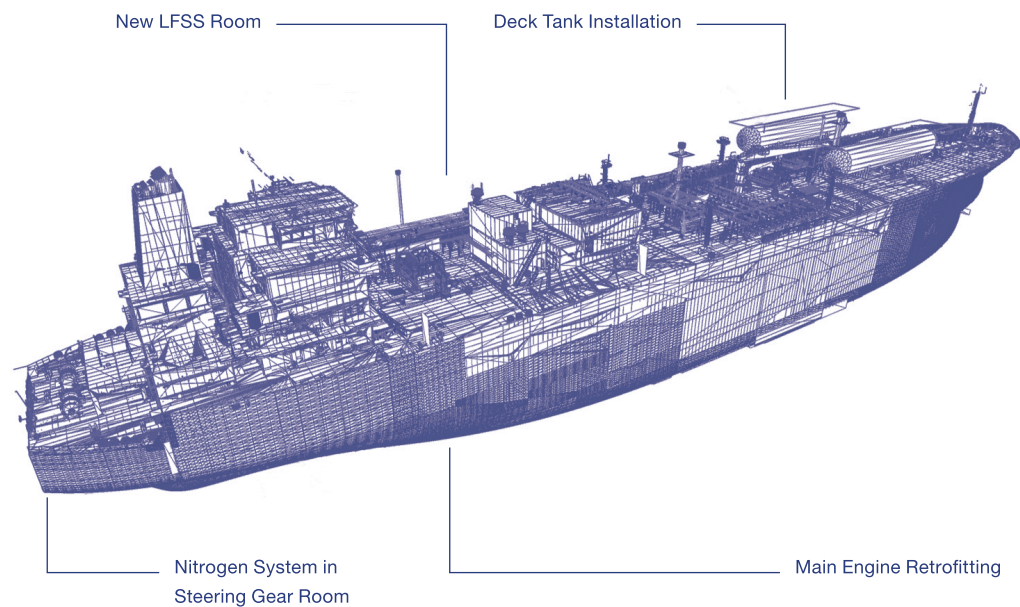 New LFSS Room
Deck Tank Installation
Nitrogen System in
Steering Gear Room
Main Engine Retrofitting